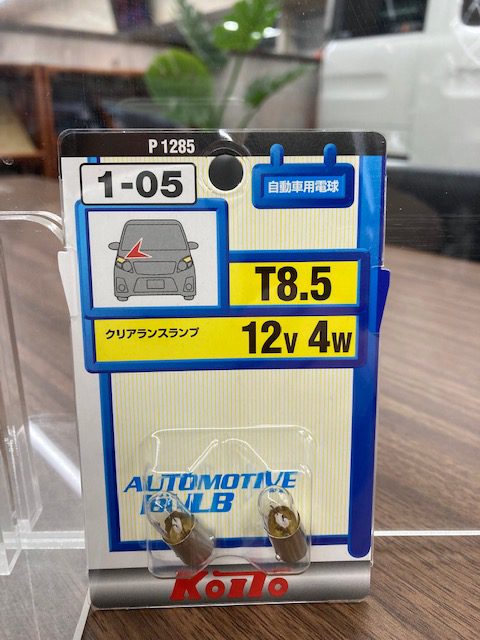 P 1285
1-05
自動車用電球
T8.5
クリアランスランプ
12V 4W
AUTOMOTIVE
BULB
Koito